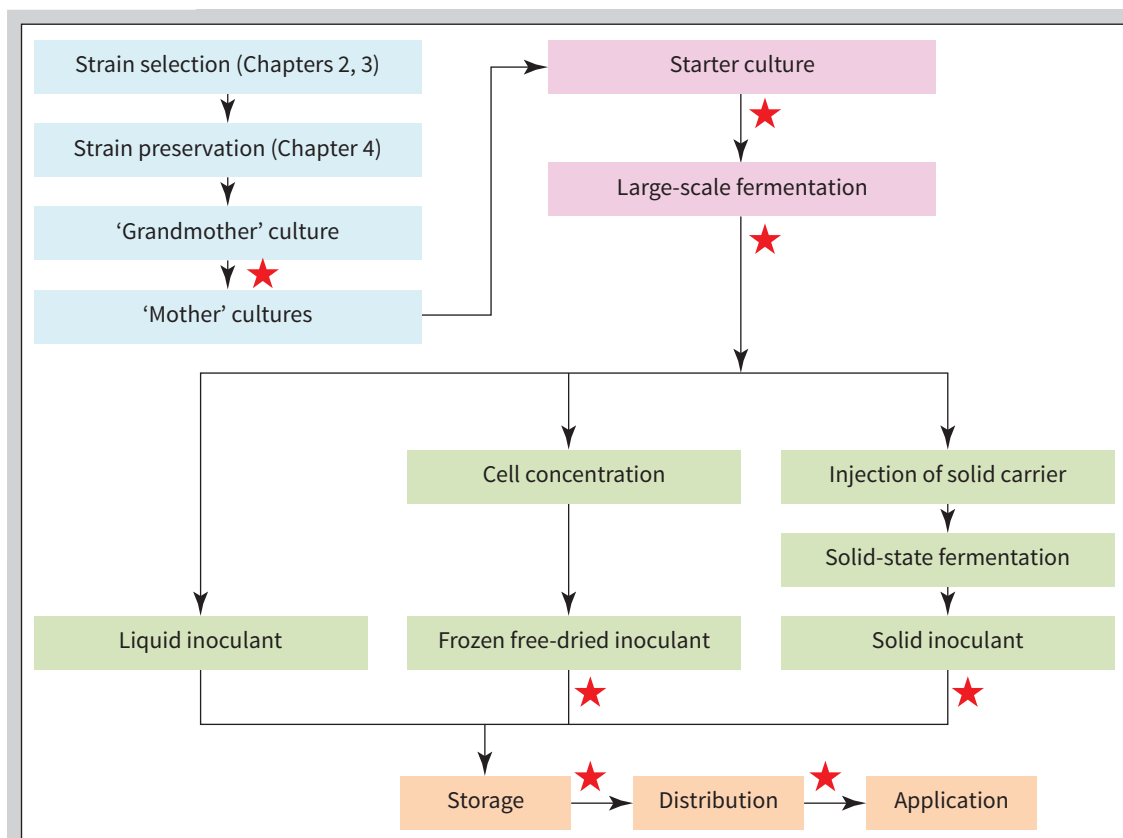 Strain selection (Chapters 2, 3)
Strain preservation (Chapter 4)
‘Grandmother’ culture
‘Mother’ cultures
Starter culture
Large-scale fermentation
Cell concentration
Injection of solid carrier
Solid-state fermentation
Liquid inoculant
Frozen free-dried inoculant
Solid inoculant
Storage
Distribution
Application